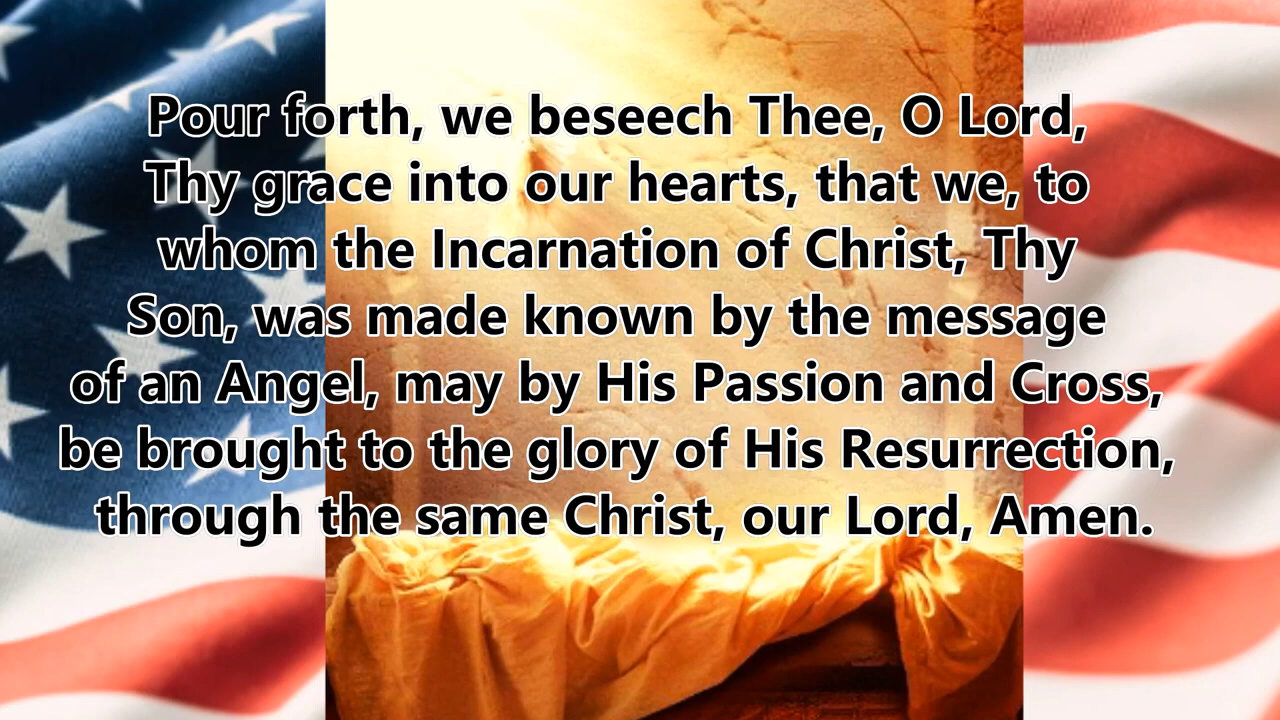 Pour forth, we beseech Thee, O Lord,
Thy grace into our hearts, that we, to
whom the Incarnation of Christ, Thy
Son, was made known by the message
of an Angel, may by His Passion and Cross,
be brought to the glory of His Resurrection,
through the same Christ, our Lord, Amen.